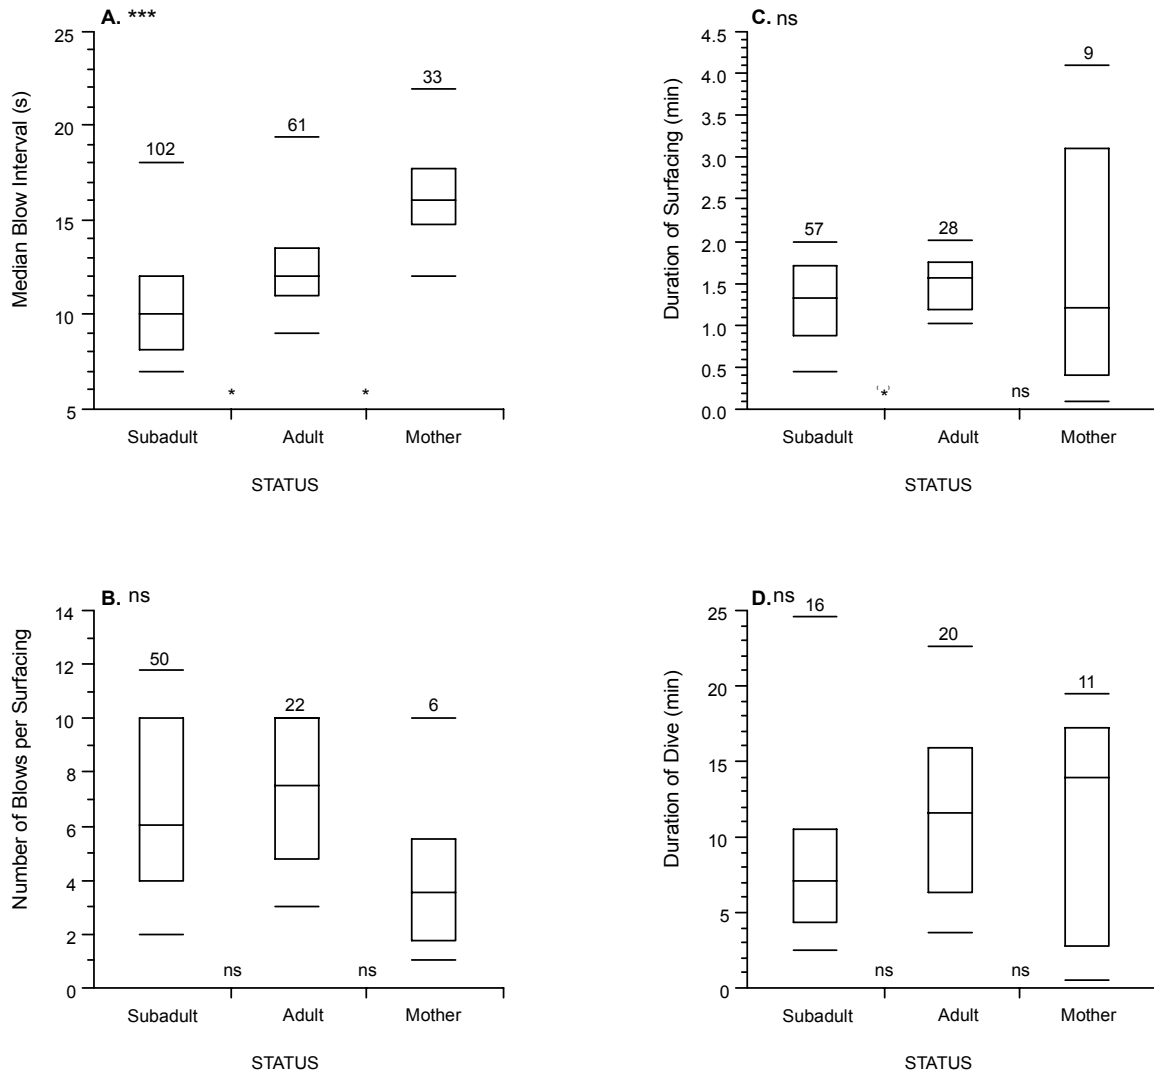 A. ***
Median Blow Interval (s)
25
20
15
10
5
102
61
33
*
*
Subadult
Adult
Mother
STATUS
C. ns
Duration of Surfacing (min)
4.5
4.0
3.5
3.0
2.5
2.0
1.5
1.0
0.5
0.0
57
28
9
(*)
ns
Subadult
Adult
Mother
STATUS
B. ns
Number of Blows per Surfacing
14
12
10
8
6
4
2
0
50
22
6
ns
ns
Subadult
Adult
Mother
STATUS
D. ns
Duration of Dive (min)
25
20
15
10
5
0
16
20
11
ns
ns
Subadult
Adult
Mother
STATUS